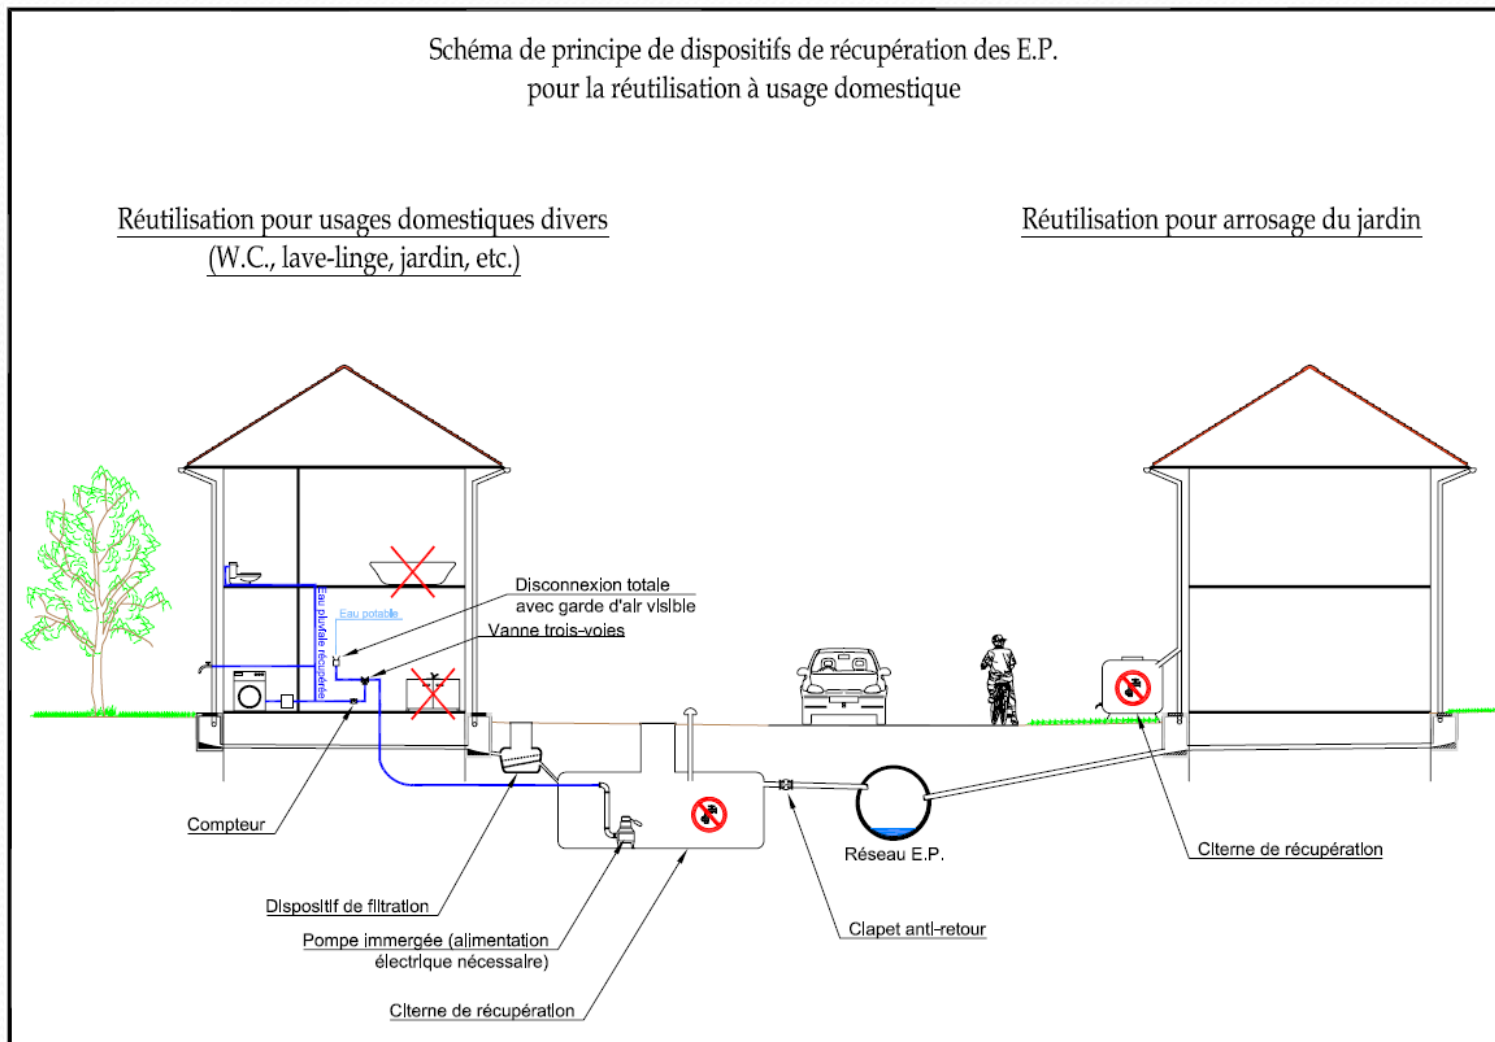 Schéma de principe de dispositifs de récupération des E.P.
pour la réutilisation à usage domestique
Réutilisation pour usages domestiques divers
(W.C., lave-linge, jardin, etc.)
Réutilisation pour arrosage du jardin
Disconnexion totale
avec garde d'air visible
Eau potable
Vanne trois-voies
Eau pluviale récupérée
Compteur
Réseau E.P.
Citerne de récupération
Dispositif de filtration
Clapet anti-retour
Pompe immergée (alimentation
électrique nécessaire)
Citerne de récupération